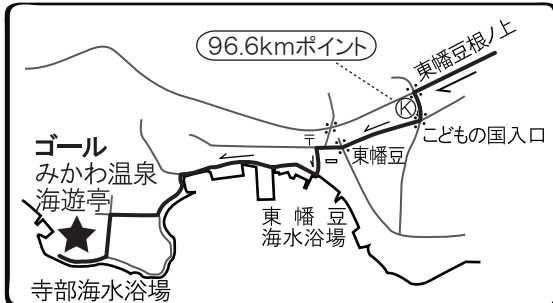 96.6kmポイント
東幡豆根ノ上
K
こどもの国入口
〒
東幡豆
ゴール
みかわ温泉
海遊亭
東幡豆
海水浴場
寺部海水浴場